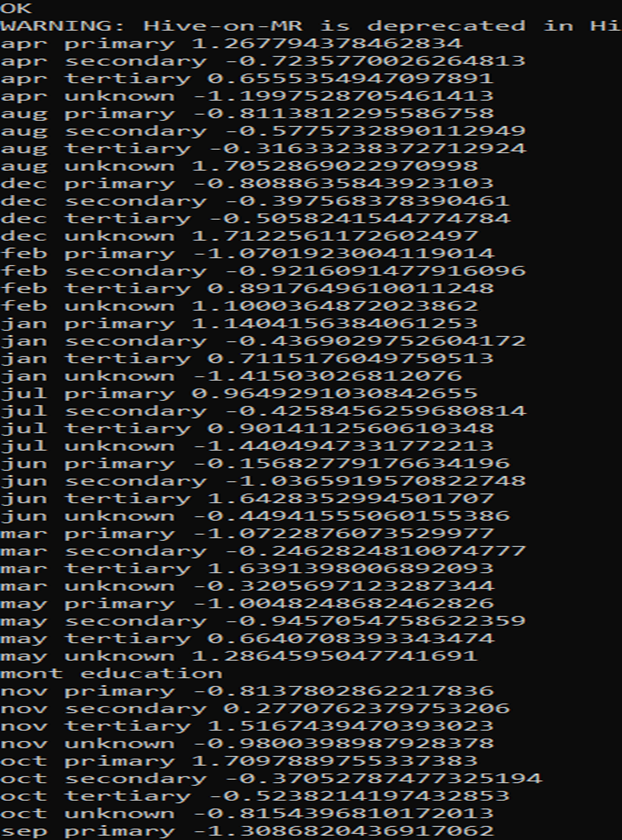 OK
WARNING: Hive-on-MR is deprecated in Hi
apr primary 1.267794378462834
apr secondary -0.7235770026264813
apr tertiary 0.6555354947097891
apr unknown -1.1997528705461413
aug primary -0.8113812295586758
aug secondary -0.5775732890112949
aug tertiary -0.31633238372712924
aug unknown 1.70528690229709​98
dec primary -0.8088635843923103
dec secondary -0.397568378390461
dec tertiary -0.5058241544774784
dec unknown 1.7122561172602497
feb primary -1.0701923004119014
feb secondary -0.9216091477916096
feb tertiary 0.8917649610011248
feb unknown 1.1000364872023862
jan primary 1.1404156384061253
jan secondary -0.4369029752604172
jan tertiary 0.7115176049750513
jan unknown -1.41503026812076
jul primary 0.9649291030842655
jul secondary -0.4258456259680814
jul tertiary 0.9014112560610348
jul unknown -1.4404947331772213
jun primary -0.15682779176634196
jun secondary -1.0365919570822748
jun tertiary 1.6428352994501707
jun unknown -0.44941555060155386
mar primary -1.0722876073529977
mar secondary -0.2462824810074777
mar tertiary 1.6391398006892093
mar unknown -0.3205697123287344
may primary -1.0048248682462826
may secondary -0.9457054758622359
may tertiary 0.6640708393343474
may unknown 1.2864595047741691
mont education
nov primary -0.8137802862217836
nov secondary 0.2770762379753206
nov tertiary 1.5167439470393023
nov unknown -0.9800398987928378
oct primary 1.7097889755337383
oct secondary -0.37052787477325194
oct tertiary -0.5238214197432853
oct unknown -0.8154396810172013
sep primary -1.3086820436917062